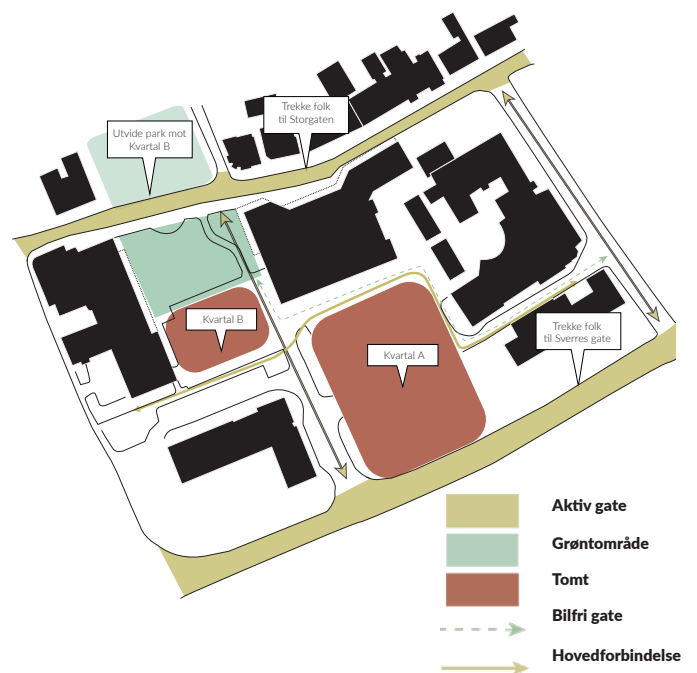 Trekke folk
til Storgaten
Utvide park mot
Kvartal B
Kvartal B
Trekke folk
til Sverres gate
Kvartal A
Aktiv gate
Grøntområde
Tomt
Bilfri gate
Hovedforbindelse